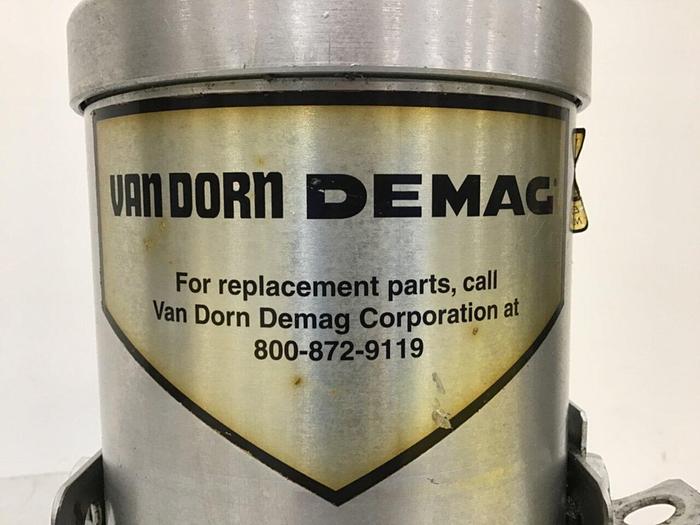 VAN DORN DEMAG
For replacement parts, call
Van Dorn Demag Corporation at
800-872-9119